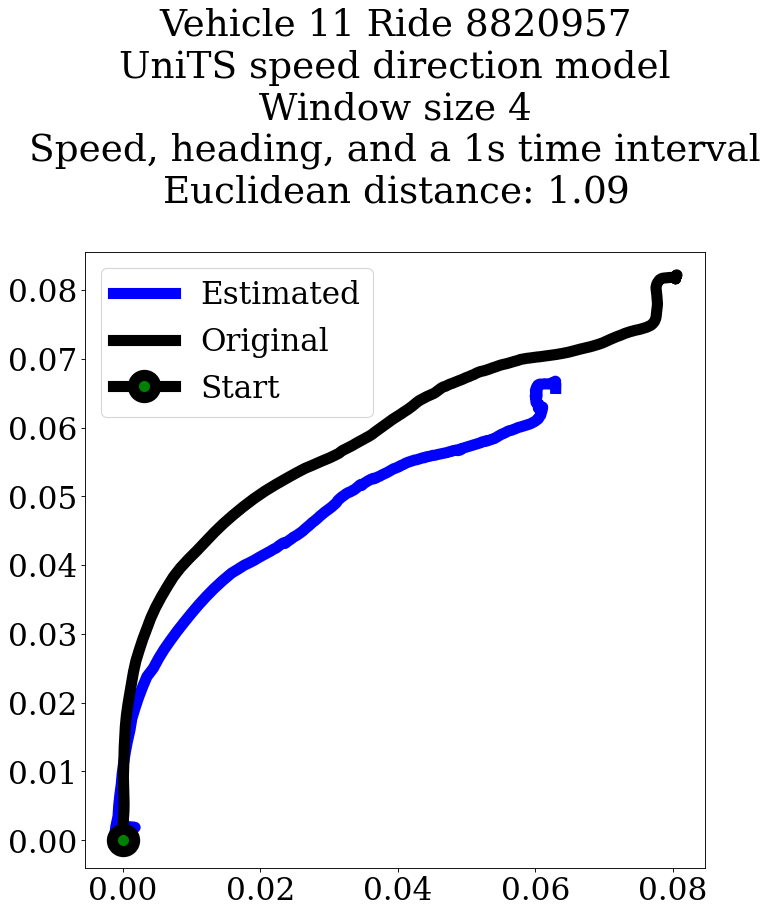 Vehicle 11 Ride 8820957
UniTS speed direction model
Window size 4
Speed, heading, and a 1s time interval
Euclidean distance: 1.09
Estimated
Original
Start
0.08
0.07
0.06
0.05
0.04
0.03
0.02
0.01
0.00
0.00 0.02 0.04 0.06 0.08